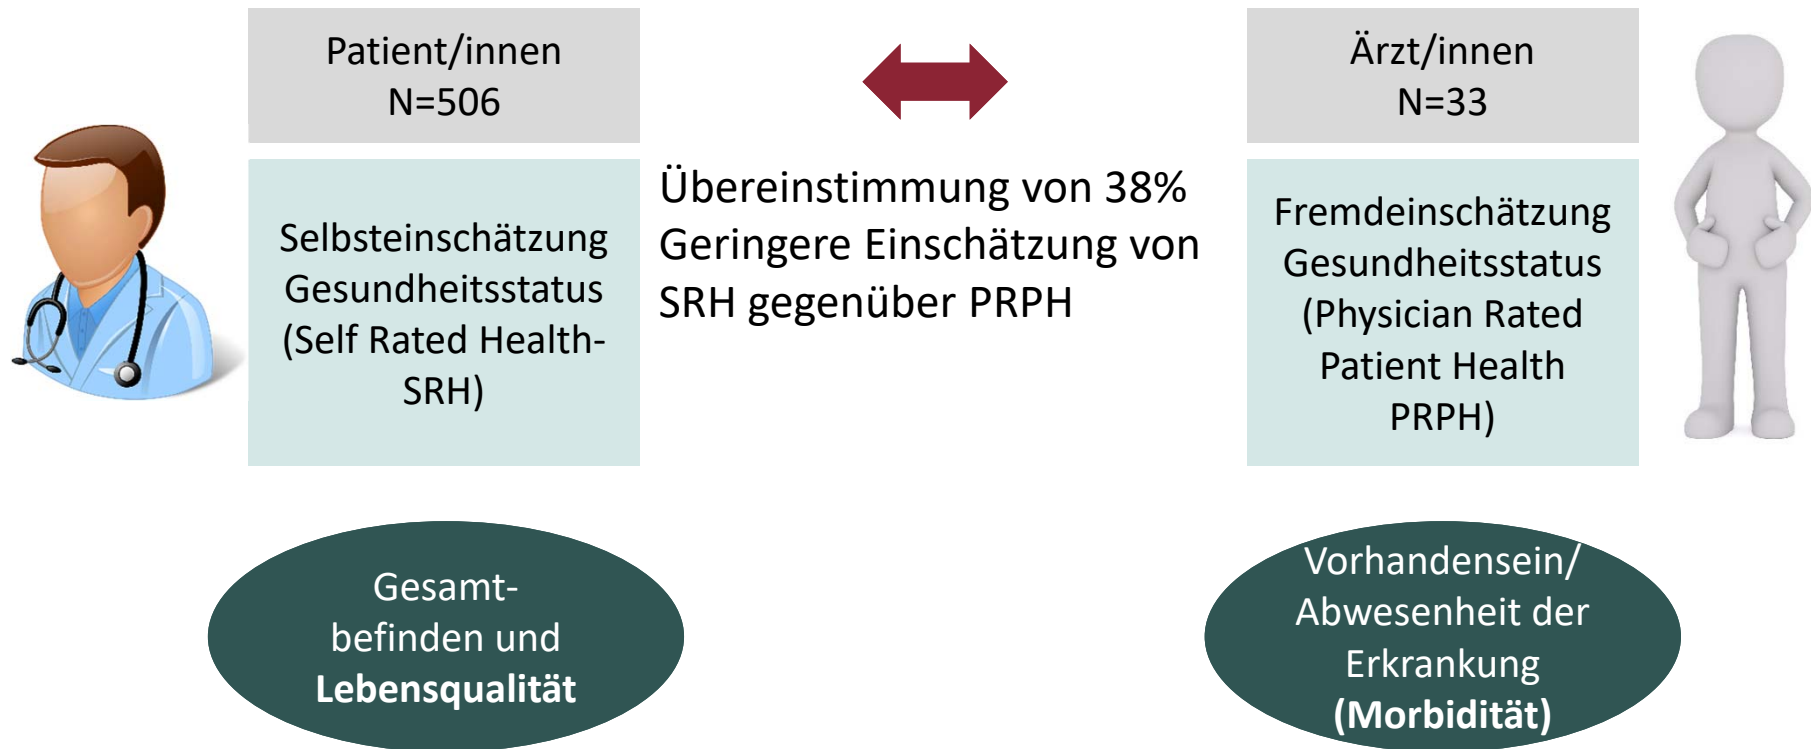 Patient/innen
N=506
Ärzt/innen
N=33
Selbsteinschätzung
Gesundheitsstatus
(Self Rated Health-
SRH)
Übereinstimmung von 38%
Geringere Einschätzung von
SRH gegenüber PRPH
Fremdeinschätzung
Gesundheitsstatus
(Physician Rated
Patient Health
PRPH)
Gesamt-
befinden und
Lebensqualität
Vorhandensein/
Abwesenheit der
Erkrankung
(Morbidität)